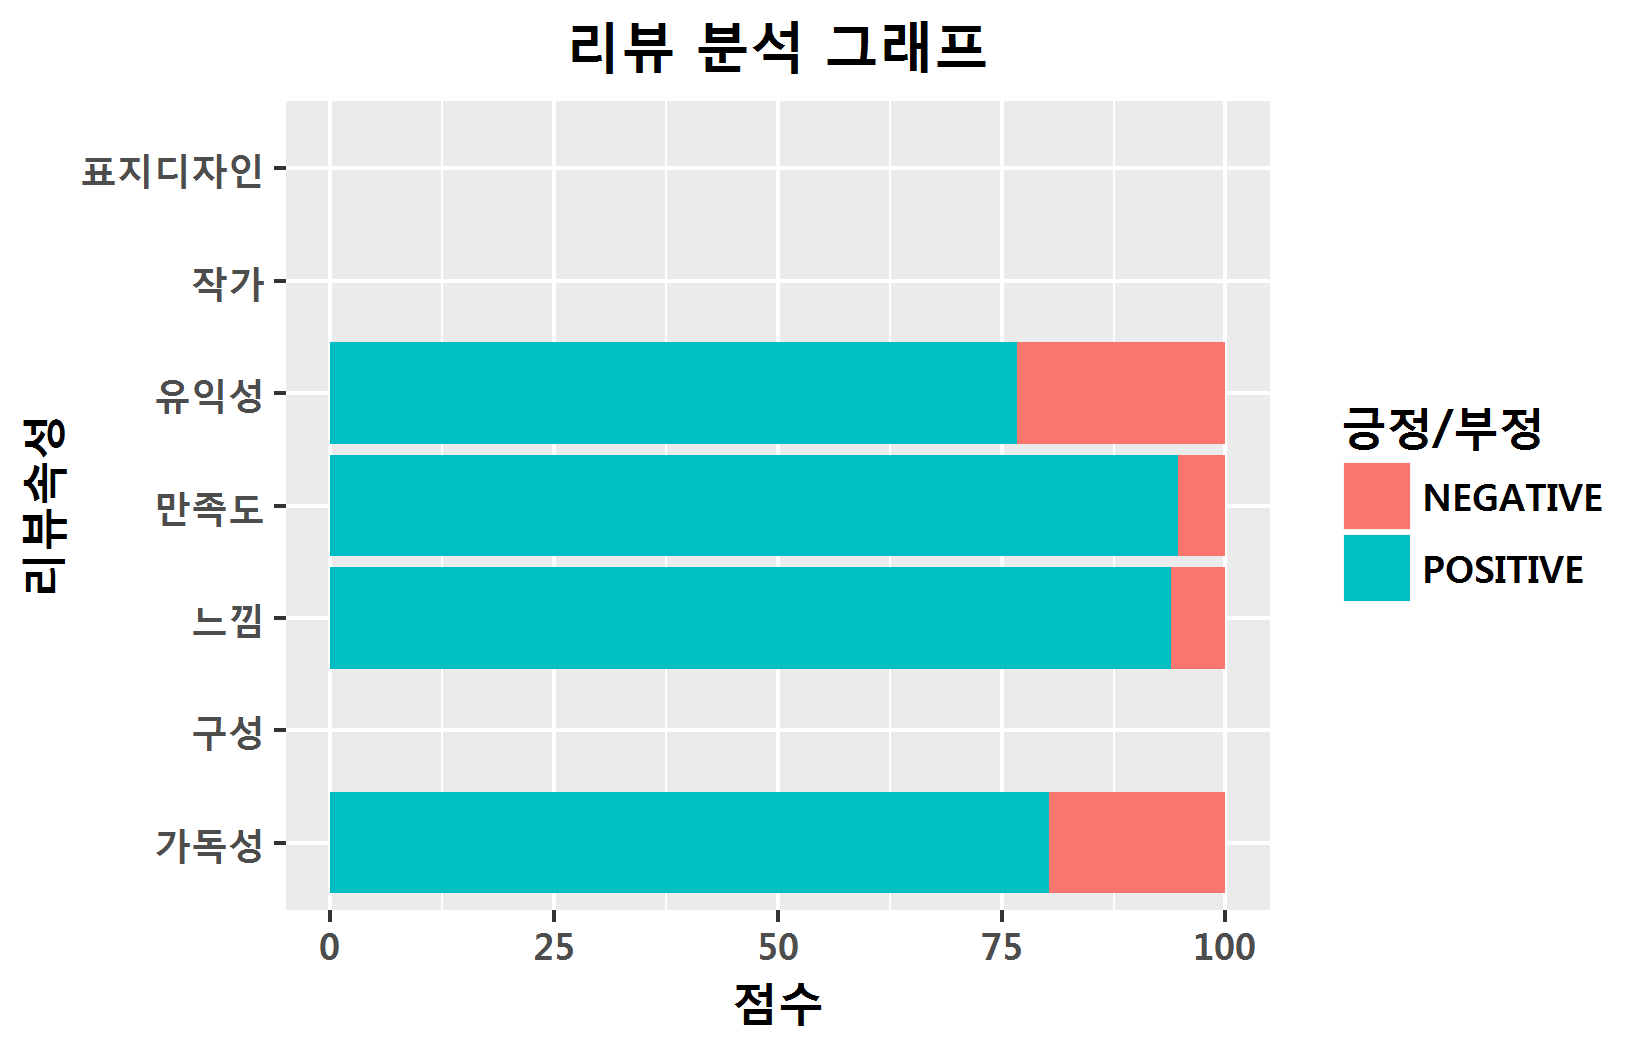 리뷰 분석 그래프
표지디자인
작가
유익성
만족도
느낌
구성
가독성
리뷰속성
0 25 50 75 100
점수
긍정/부정
NEGATIVE
POSITIVE